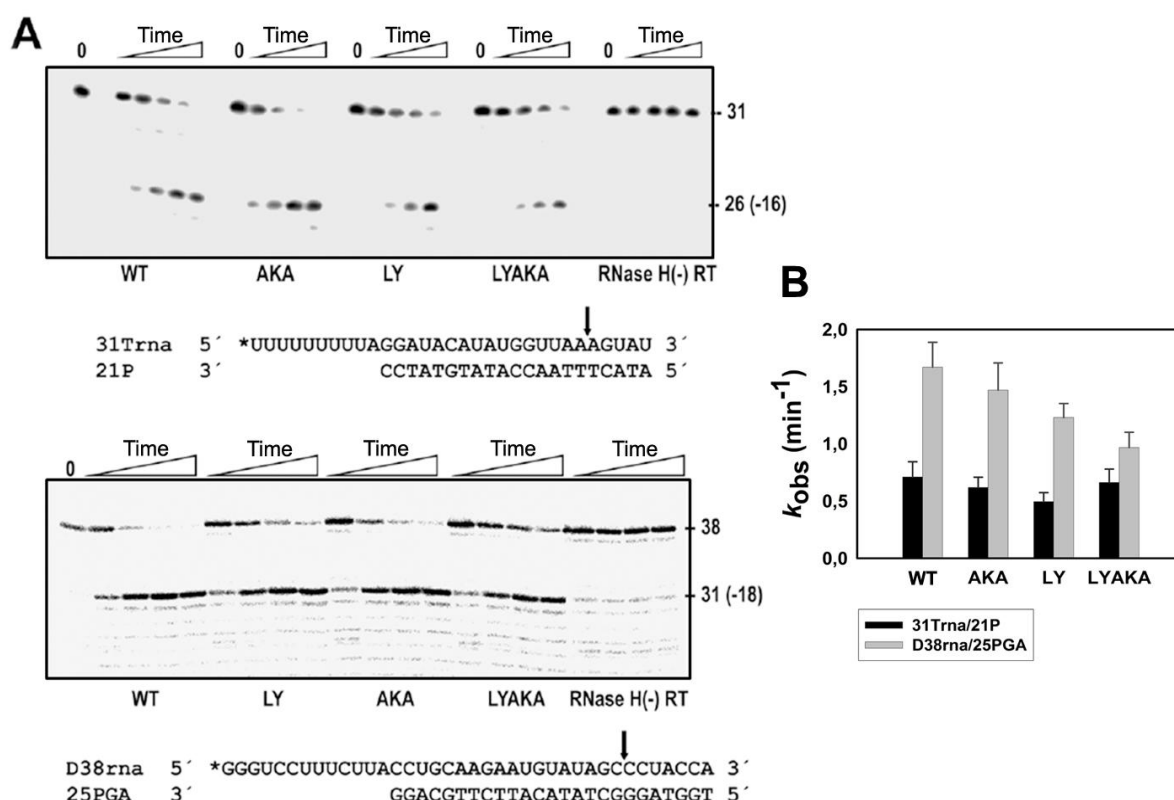 A
0 Time 0 Time 0 Time 0 Time 0 Time
31
26 (-16)
WT AKA LY LYAKA RNase H(-) RT
31Trna 5´ *UUUUUUUUUAGGAUACAUAUGGUUAAAGUAU 3´
21P 3´ CCTATGTATACCAATTTCATA 5´
0 Time Time Time Time Time
38
31 (-18)
WT LY AKA LYAKA RNase H(-) RT
D38rna 5´ *GGGUCCUUUCUUACCUGCAAGAAUGUAUAGCCCUACCA 3´
25PGA 3´ GGACGTTCTTACATATCGGGATGGT 5´
B
kobs (min-1)
2,0
1,5
1,0
0,5
0,0
WT AKA LY LYAKA
31Trna/21P
D38rna/25PGA